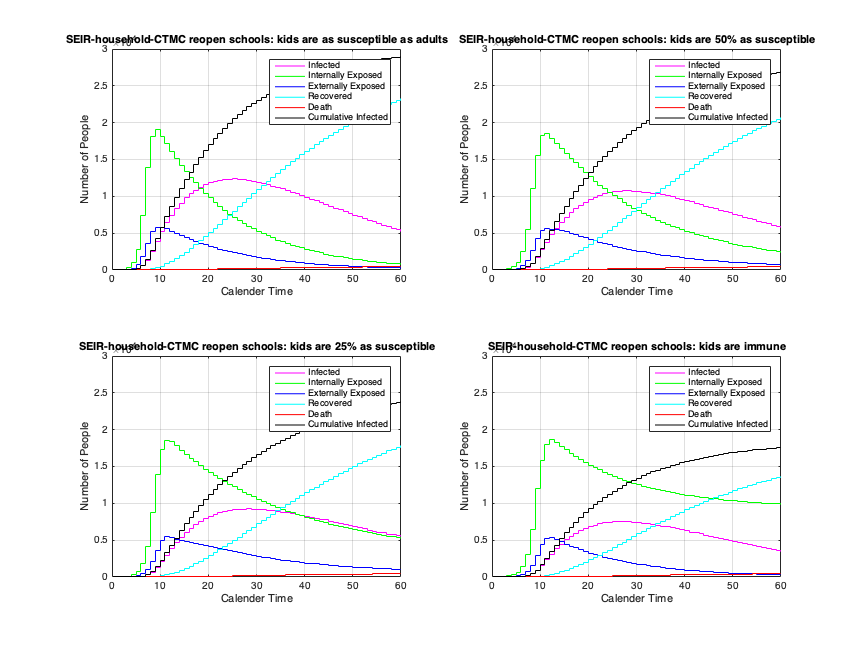 SEIR-household-CTMC reopen schools: kids are as susceptible as adults
3
2.5
2
1.5
1
0.5
0
Number of People
Infected
Internally Exposed
Externally Exposed
Recovered
Death
Cumulative Infected
0 10 20 30 40 50 60
Calender Time
SEIR-household-CTMC reopen schools: kids are 50% as susceptible
3
2.5
2
1.5
1
0.5
0
Number of People
Infected
Internally Exposed
Externally Exposed
Recovered
Death
Cumulative Infected
0 10 20 30 40 50 60
Calender Time
SEIR-household-CTMC reopen schools: kids are 25% as susceptible
3
2.5
2
1.5
1
0.5
0
Number of People
Infected
Internally Exposed
Externally Exposed
Recovered
Death
Cumulative Infected
0 10 20 30 40 50 60
Calender Time
SEIR-household-CTMC reopen schools: kids are immune
3
2.5
2
1.5
1
0.5
0
Number of People
Infected
Internally Exposed
Externally Exposed
Recovered
Death
Cumulative Infected
0 10 20 30 40 50 60
Calender Time